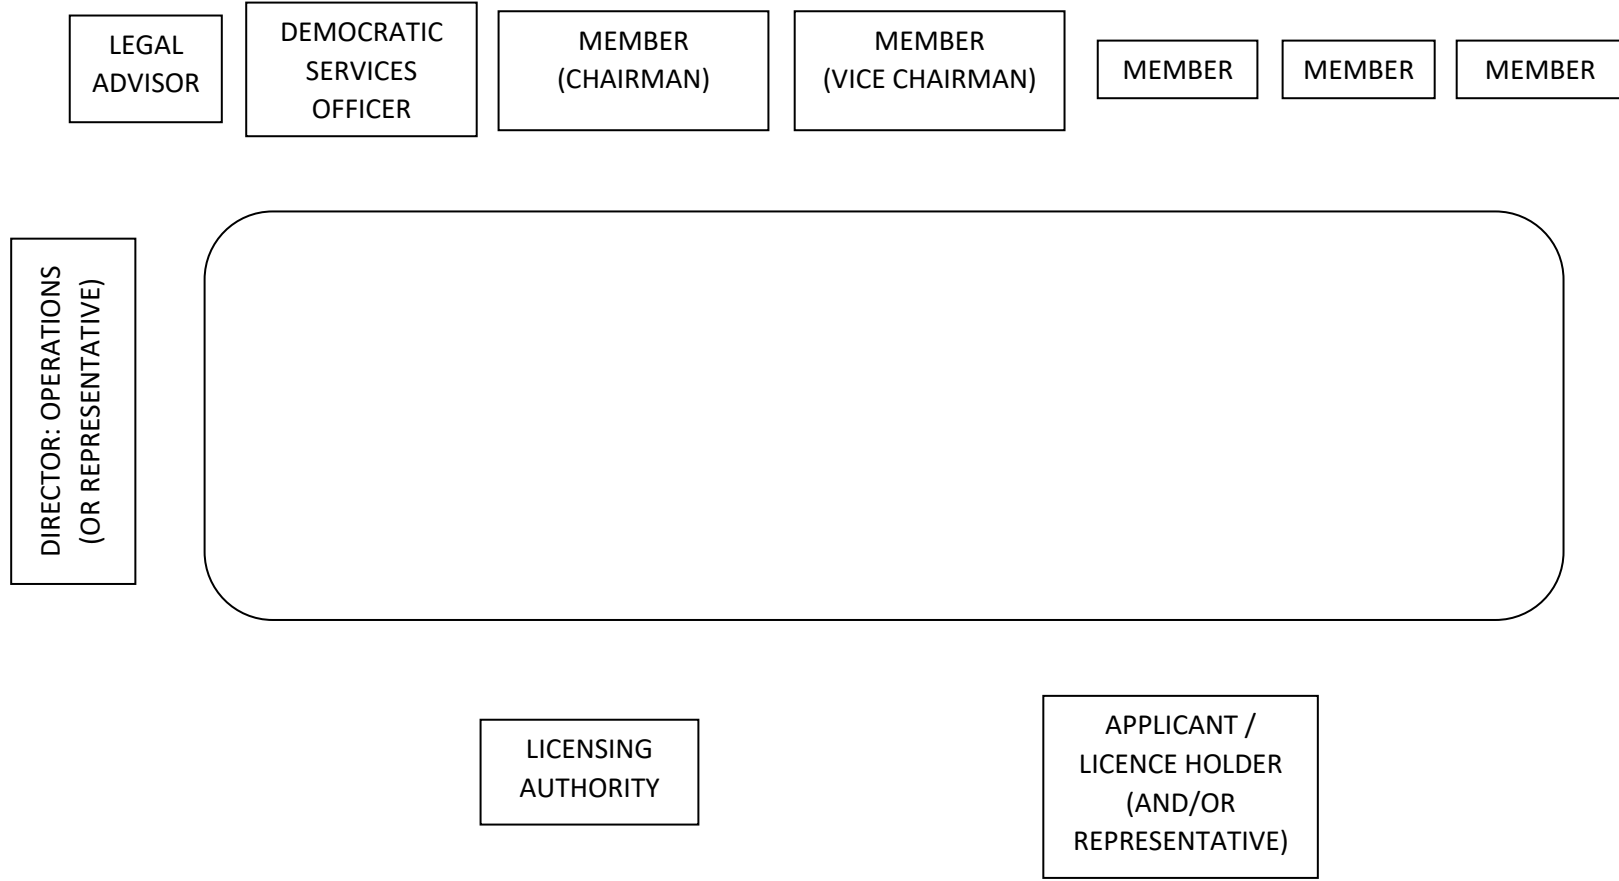 LEGAL
ADVISOR
DEMOCRATIC
SERVICES
OFFICER
MEMBER
(CHAIRMAN)
MEMBER
(VICE CHAIRMAN)
MEMBER
MEMBER
MEMBER
DIRECTOR: OPERATIONS
(OR REPRESENTATIVE)
LICENSING
AUTHORITY
APPLICANT /
LICENCE HOLDER
(AND/OR
REPRESENTATIVE)